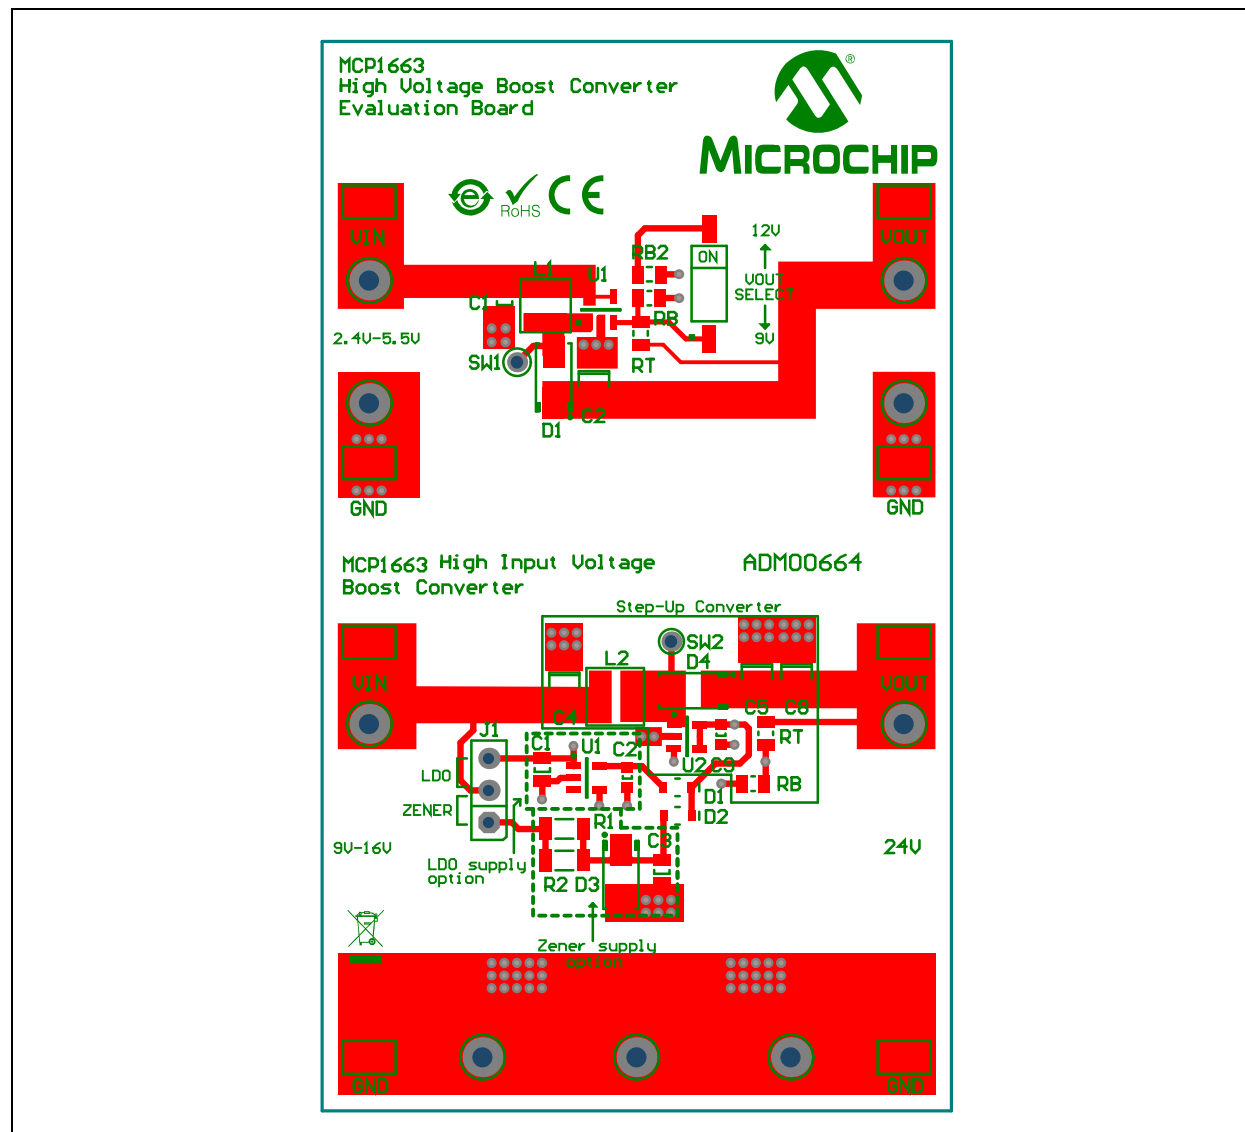 MCP1663
High Voltage Boost Converter
Evaluation Board
®
MICROCHIP
e
RoHS
CE
VIN
VOUT
12V
ON
VOUT
SELECT
9V
RB2
L1
U1
C1
RB
2.4V-5.5V
SW1
RT
C2
D1
GND
GND
MCP1663 High Input Voltage
Boost Converter
ADM00664
Step-Up Converter
SW2
L2
D4
VIN
VOUT
C4
C5
C8
J1
C1
U1
C2
RT
U2
C9
LDO
RB
D1
ZENER
R1
D2
9V-16V
C3
24V
LDO supply
option
R2
D3
Zener supply
option
GND
GND